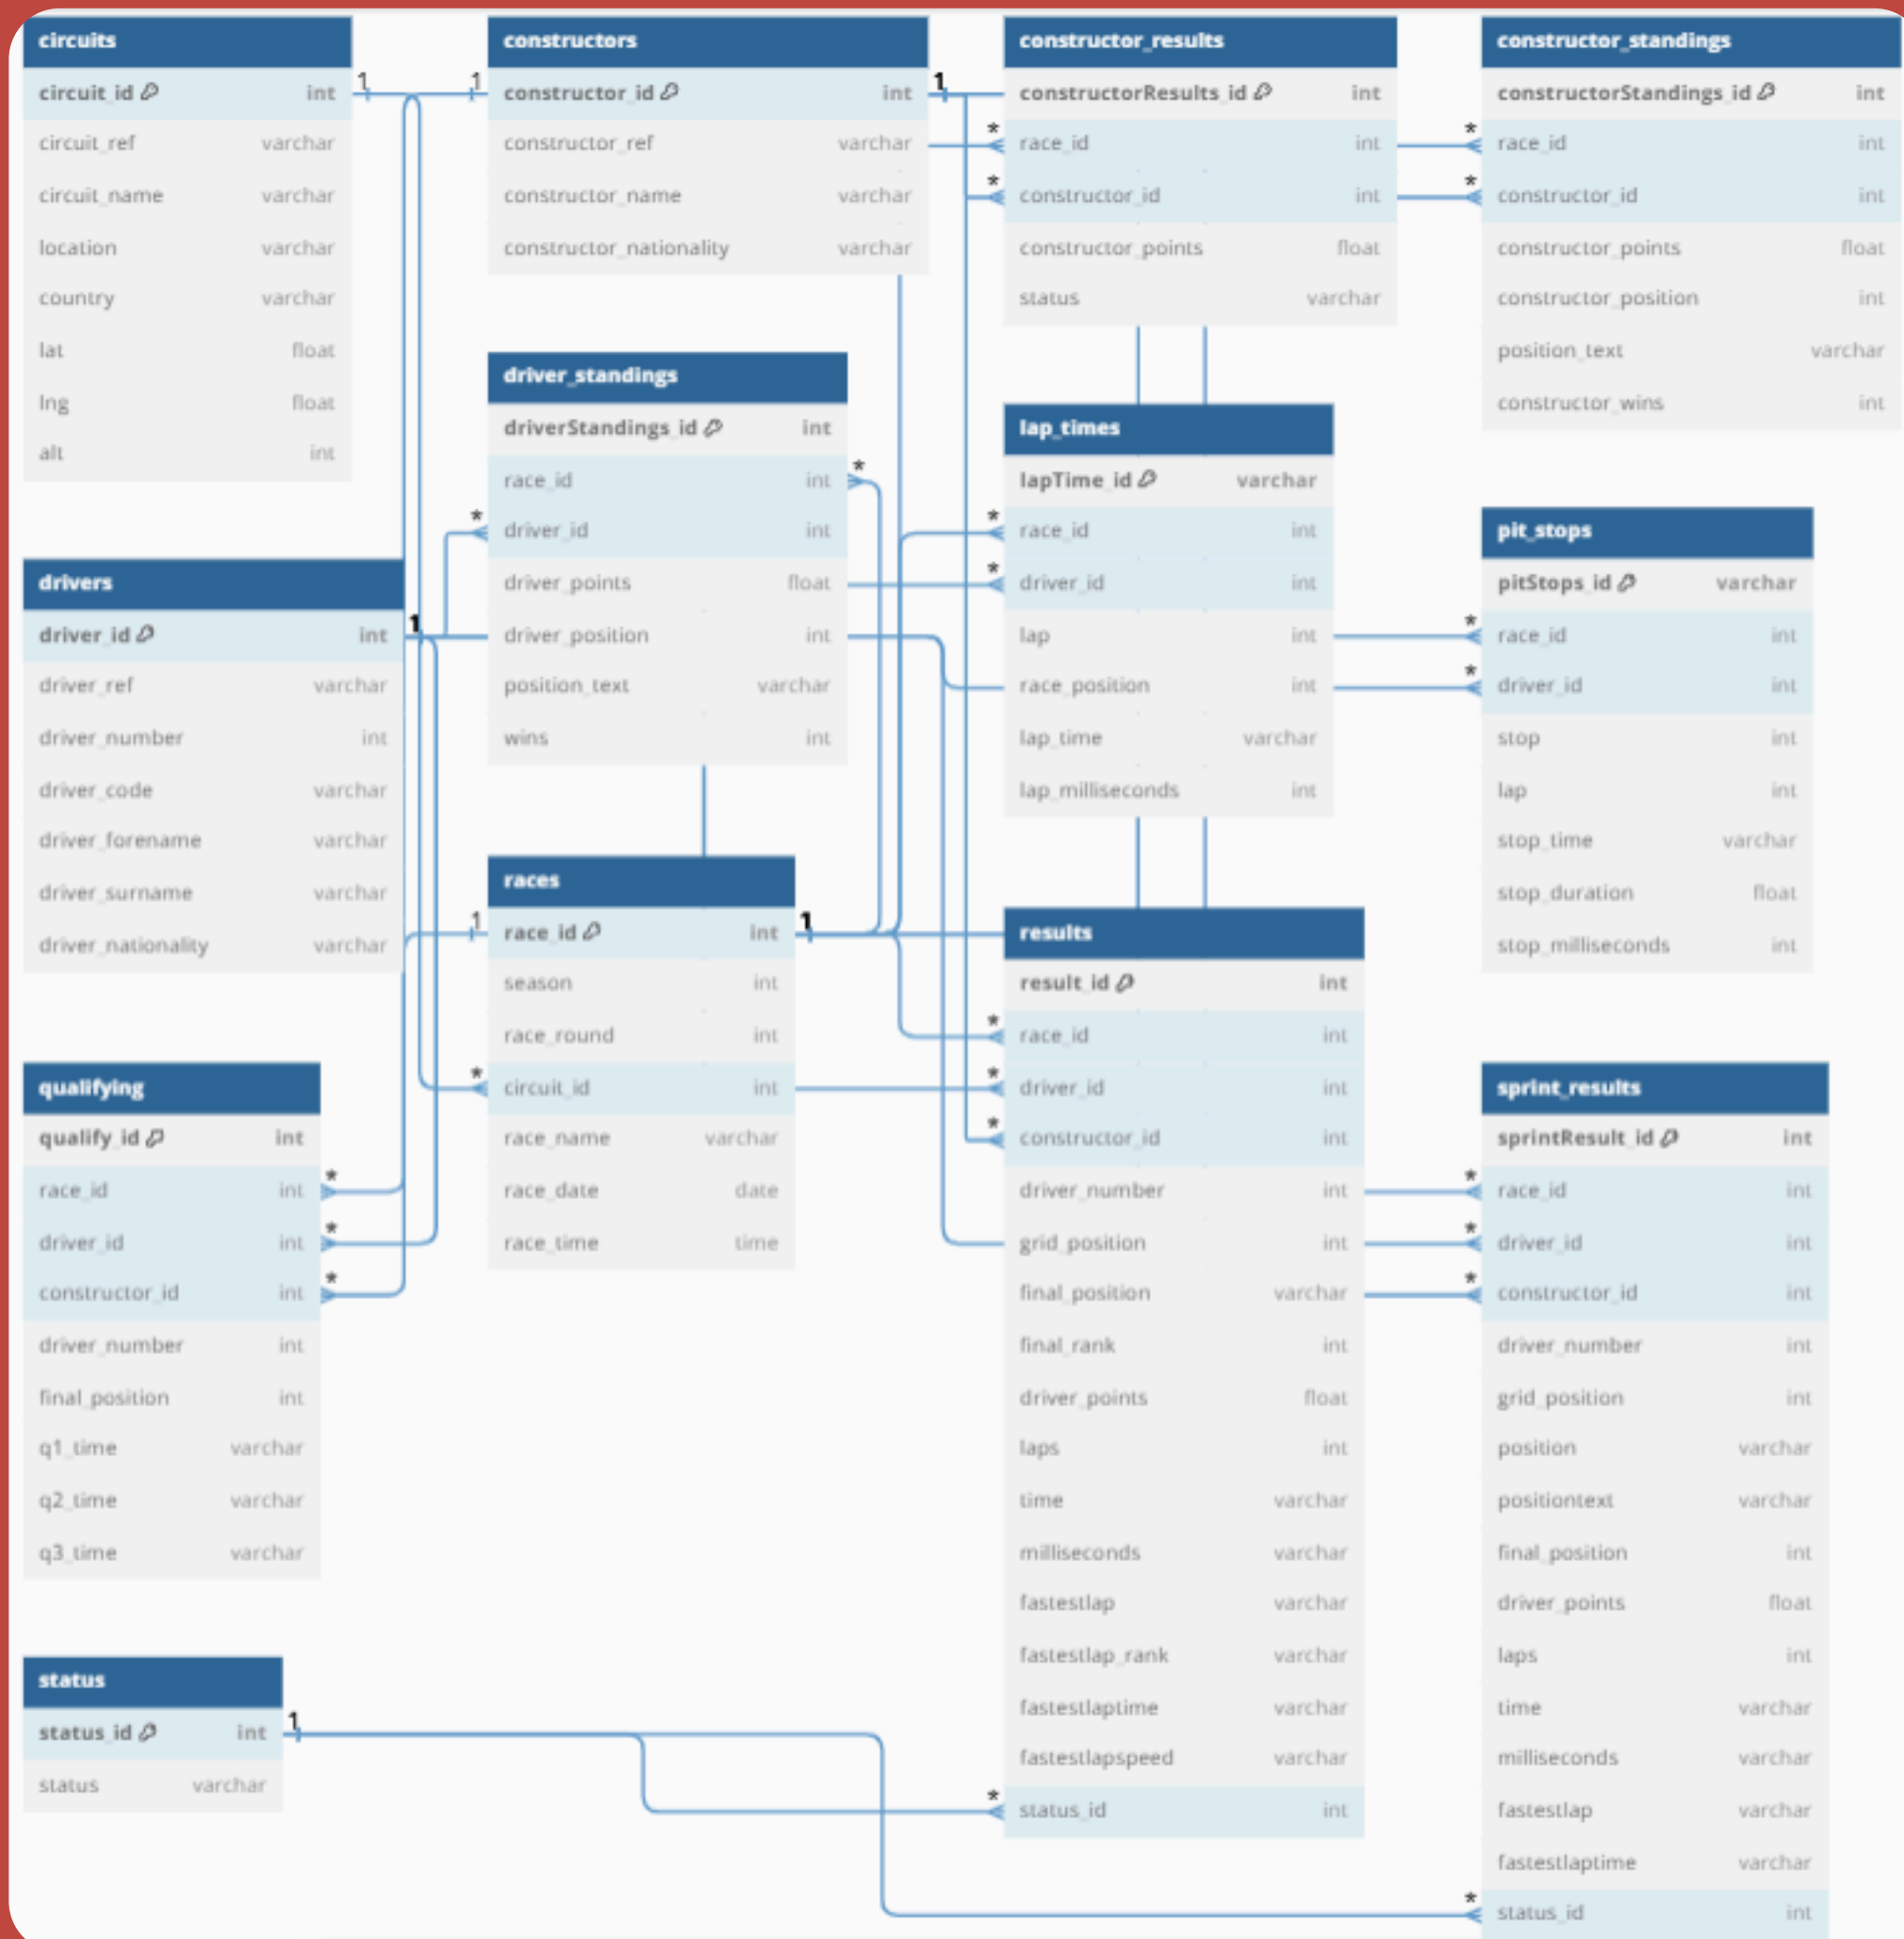 circuits
circuit_id int
circuit_ref varchar
circuit_name varchar
location varchar
country varchar
lat float
lng float
alt int
constructors
constructor_id int
constructor_ref varchar
constructor_name varchar
constructor_nationality varchar
constructor_results
constructorResults_id int
race_id int
constructor_id int
constructor_points float
status varchar
constructor_standings
constructorStandings_id int
race_id int
constructor_id int
constructor_points float
constructor_position int
position_text varchar
constructor_wins int
driver_standings
driverStandings_id int
race_id int
driver_id int
driver_points float
driver_position int
position_text varchar
wins int
lap_times
lapTime_id varchar
race_id int
driver_id int
lap int
race_position int
lap_time varchar
lap_milliseconds int
pit_stops
pitStops_id varchar
race_id int
driver_id int
stop int
lap int
stop_time varchar
stop_duration float
stop_milliseconds int
drivers
driver_id int
driver_ref varchar
driver_number int
driver_code varchar
driver_forename varchar
driver_surname varchar
driver_nationality varchar
races
race_id int
season int
race_round int
circuit_id int
race_name varchar
race_date date
race_time time
results
result_id int
race_id int
driver_id int
constructor_id int
driver_number int
grid_position int
final_position varchar
final_rank int
driver_points float
laps int
time varchar
milliseconds varchar
fastestlap varchar
fastestlap_rank varchar
fastestlaptime varchar
fastestlapspeed varchar
status_id int
qualifying
qualify_id int
race_id int
driver_id int
constructor_id int
driver_number int
final_position int
q1_time varchar
q2_time varchar
q3_time varchar
sprint_results
sprintResult_id int
race_id int
driver_id int
constructor_id int
driver_number int
grid_position int
position varchar
positiontext varchar
final_position int
driver_points float
laps int
time varchar
milliseconds varchar
fastestlap varchar
fastestlaptime varchar
status_id int
status
status_id int
status varchar